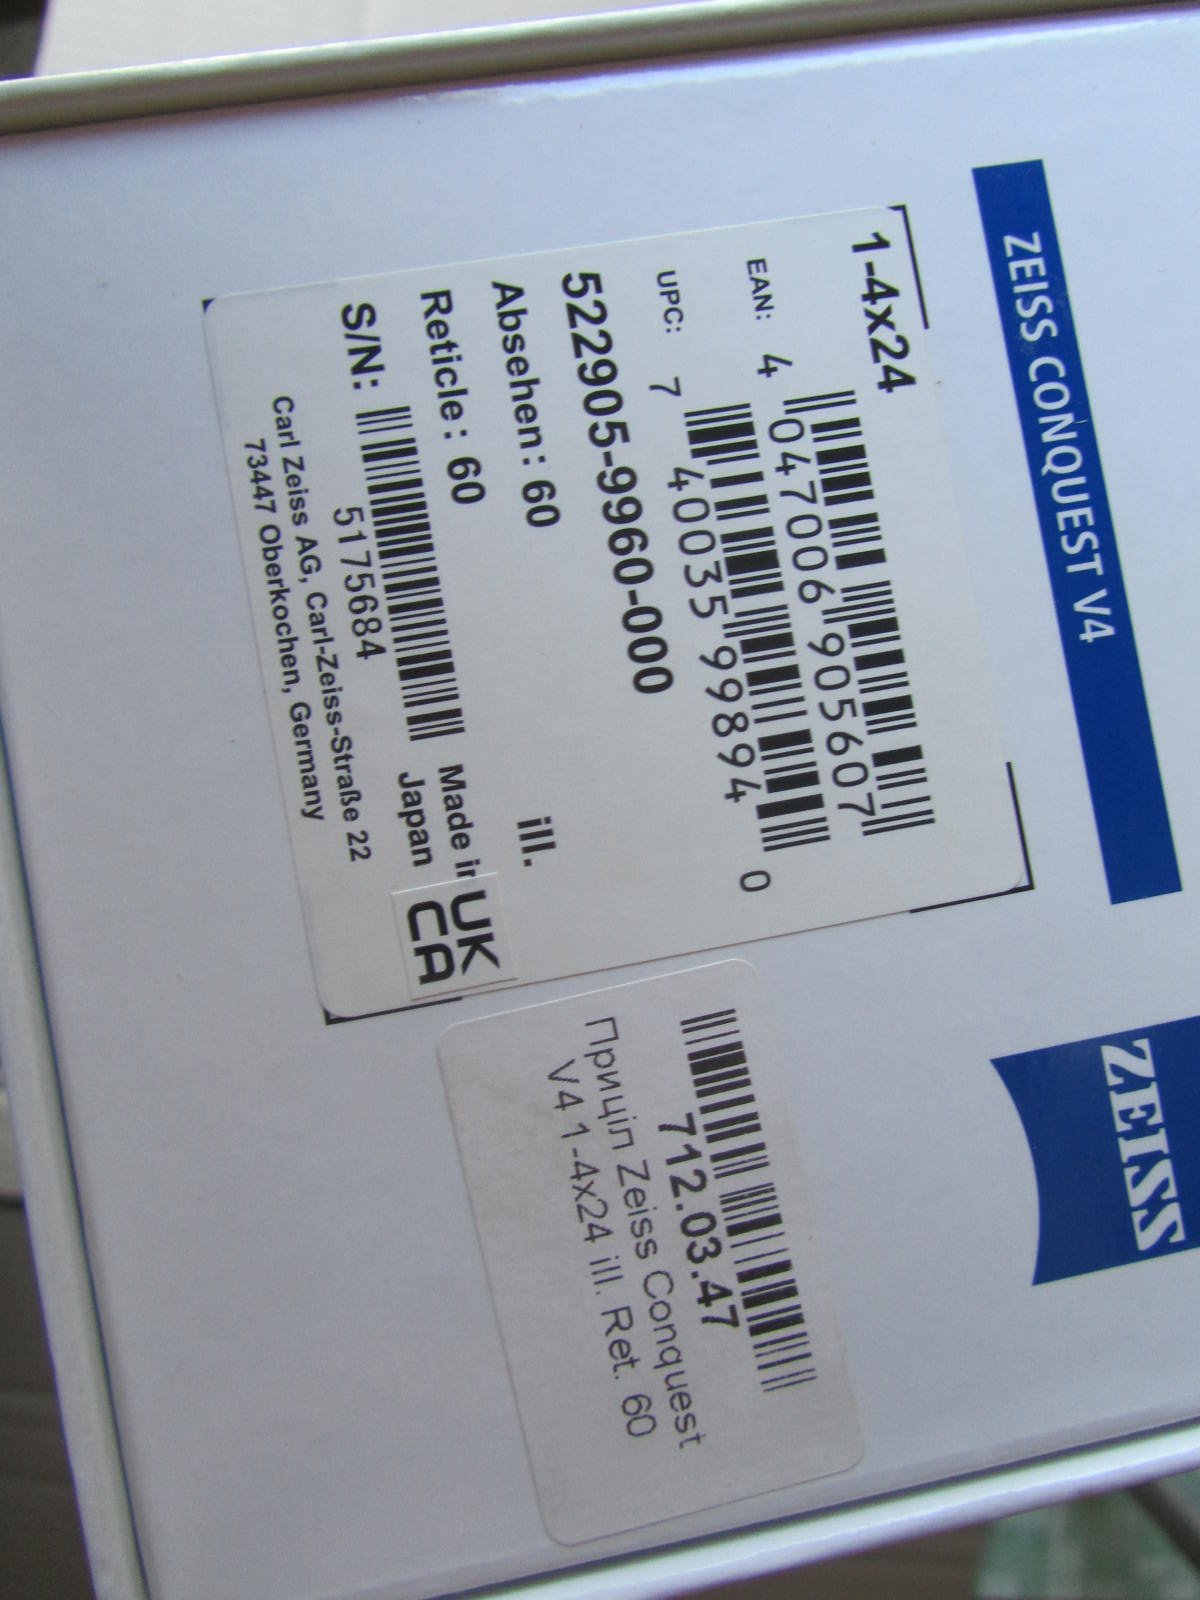 ZEISS CONQUEST V4
1-4x24
EAN: 4 047006 905607
UPC: 7 40035 99894 0
522905-9960-000
Absehen: 60 ill.
Reticle: 60
S/N: 5175684
Made in
Japan
UK
CA
Carl Zeiss AG, Carl-Zeiss-Straße 22
73447 Oberkochen, Germany
ZEISS
712.03.47
Приціл Zeiss Conquest
V4 1-4x24 ill. Ret. 60